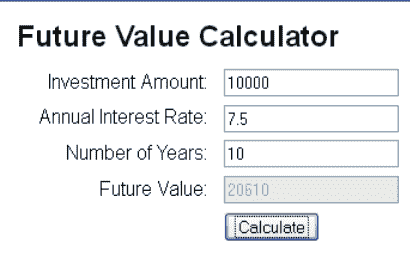 Future Value Calculator
Investment Amount: 10000
Annual Interest Rate: 7.5
Number of Years: 10
Future Value: 20610
Calculate